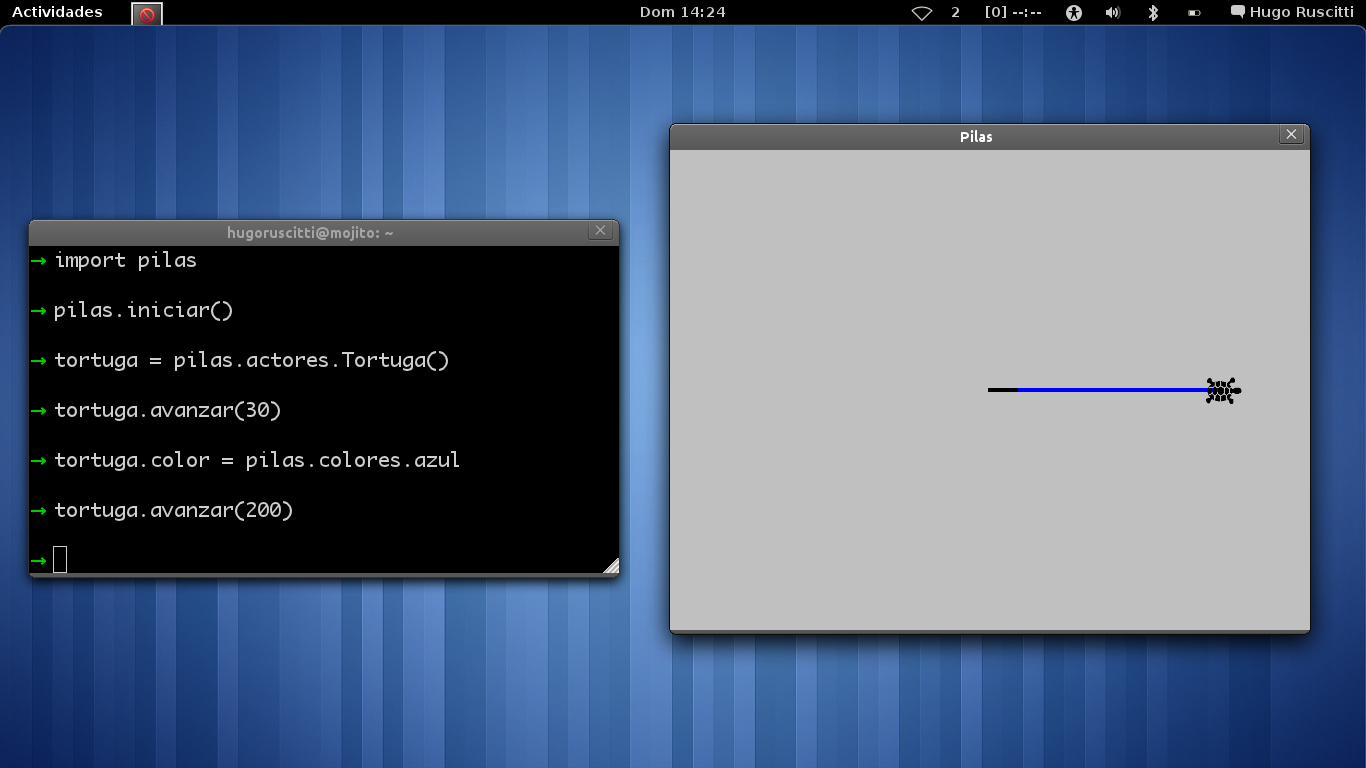 Actividades
Dom 14:24
2
[0] --:--
Hugo Ruscitti
Pilas
hugoruscitti@mojito: ~
→ import pilas
→ pilas.iniciar()
→ tortuga = pilas.actores.Tortuga()
→ tortuga.avanzar(30)
→ tortuga.color = pilas.colores.azul
→ tortuga.avanzar(200)
→